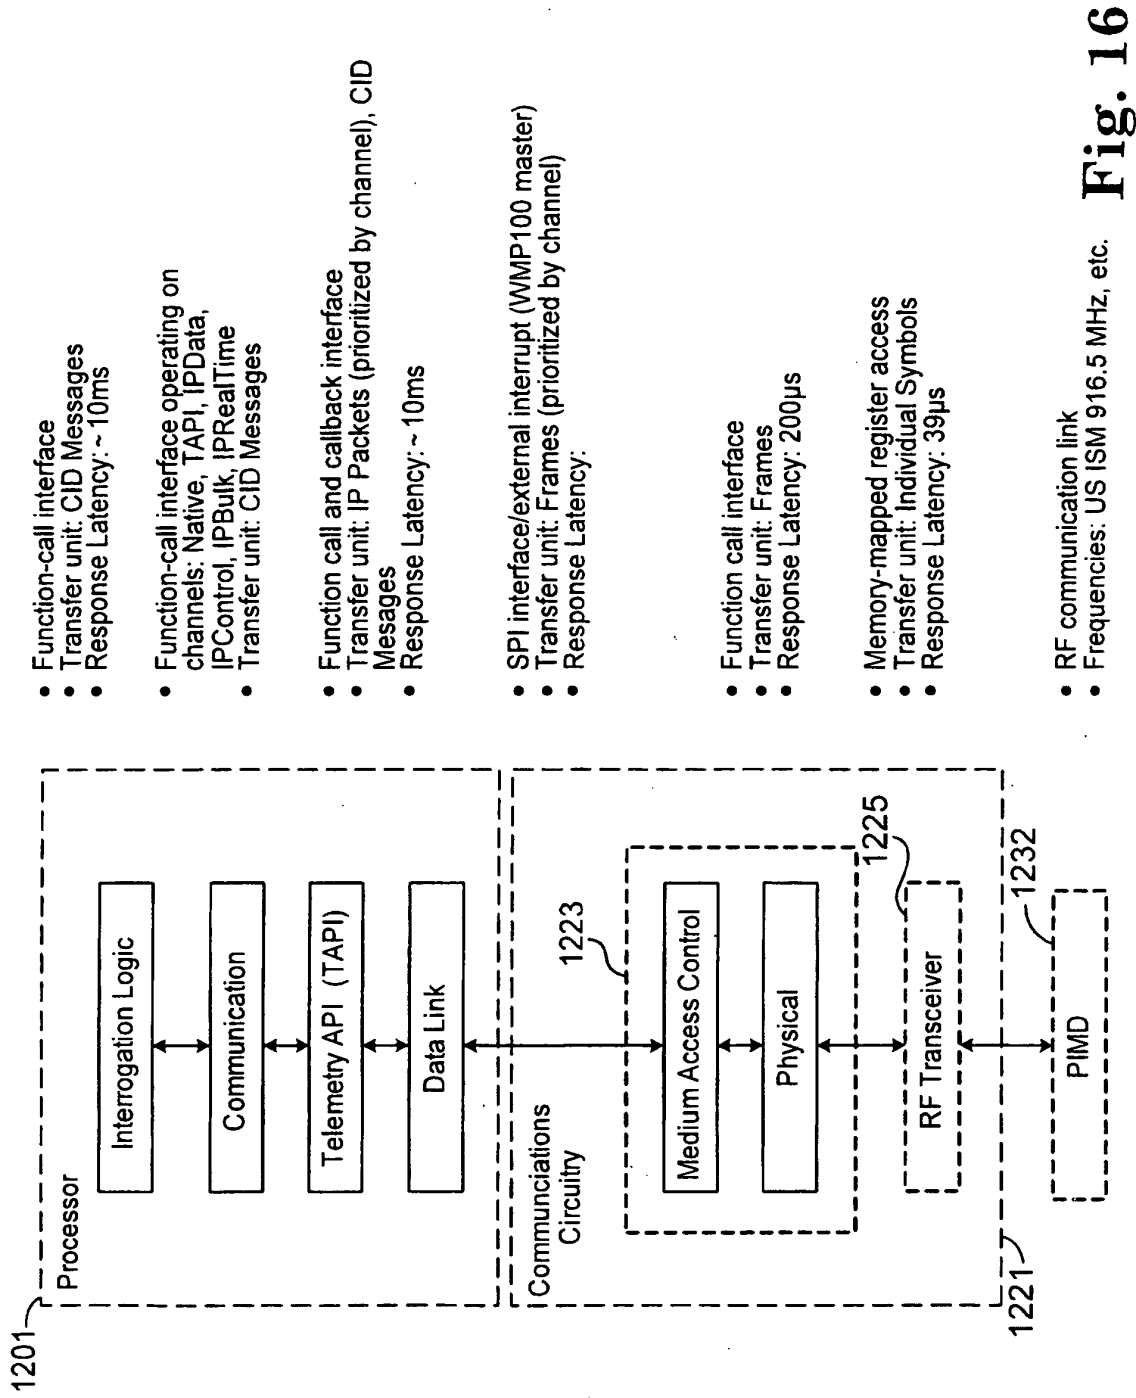 1201
Processor
Interrogation Logic
Communication
Telemetry API (TAPI)
Data Link
Communciations
Circuitry
1223
Medium Access Control
Physical
1225
RF Transceiver
1221
1232
PIMD
• Function-call interface
• Transfer unit: CID Messages
• Response Latency: ~ 10ms
• Function-call interface operating on
channels: Native, TAPI, IPData,
IPControl, IPBulk, IPRealTime
• Transfer unit: CID Messages
• Function call and callback interface
• Transfer unit: IP Packets (prioritized by channel), CID
Mesages
• Response Latency: ~ 10ms
• SPI interface/external interrupt (WMP100 master)
• Transfer unit: Frames (prioritized by channel)
• Response Latency:
• Function call interface
• Transfer unit: Frames
• Response Latency: 200µs
• Memory-mapped register access
• Transfer unit: Individual Symbols
• Response Latency: 39µs
• RF communication link
• Frequencies: US ISM 916.5 MHz, etc.
Fig. 16